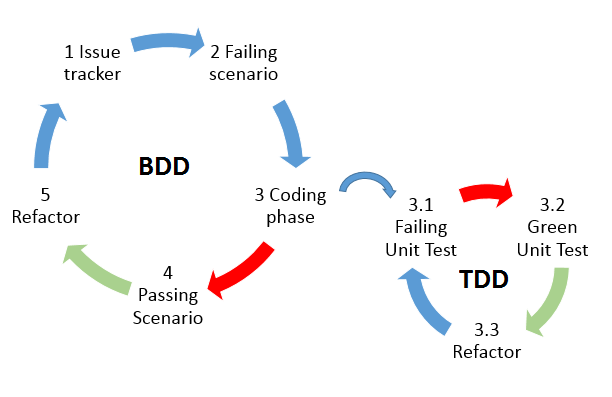 1 Issue
tracker
2 Failing
scenario
BDD
3 Coding
phase
4
Passing
Scenario
5
Refactor
3.1
Failing
Unit Test
3.2
Green
Unit Test
TDD
3.3
Refactor